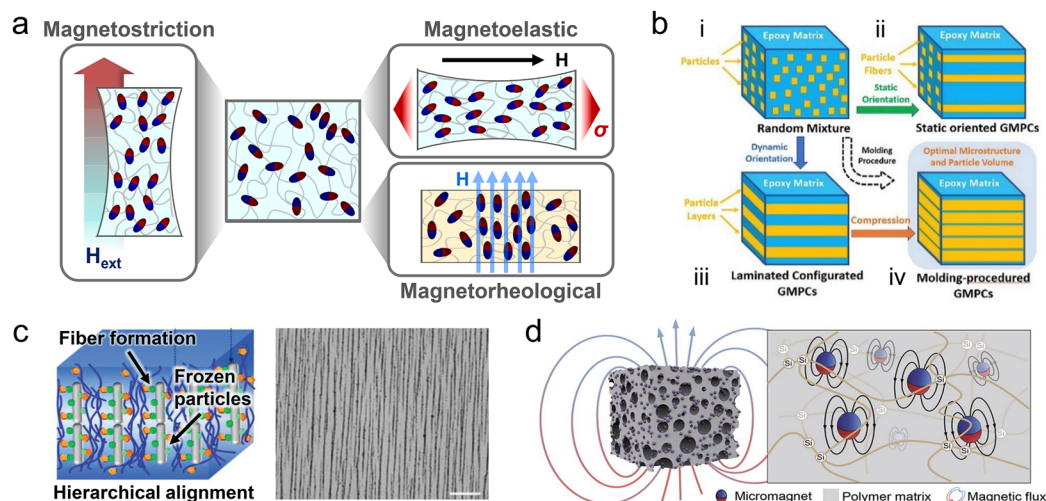 a
Magnetostriction
H_ext
Magnetoelastic
H
σ
H
Magnetorheological
b
i
Epoxy Matrix
Particles
Random Mixture
ii
Epoxy Matrix
Particle
Fibers
Static
Orientation
Static oriented GMPCs
Dynamic
Orientation
Molding
Procedure
Epoxy Matrix
Particle
Layers
iii
Laminated Configurated
GMPCs
Compression
Optimal Microstructure
and Particle Volume
Epoxy Matrix
iv
Molding-procedured
GMPCs
c
Fiber formation
Frozen
particles
Hierarchical alignment
d
Si
Si
Si
Si
Si
Si
Si
Si
Si
Si
Si
Micromagnet
Polymer matrix
Magnetic flux